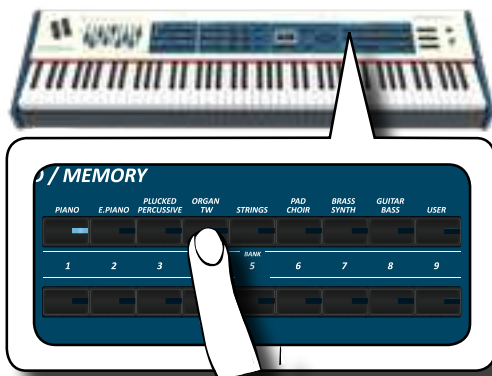 / MEMORY
PIANO E.PIANO PLUCKED PERCUSSIVE ORGAN TW STRINGS PAD CHOIR BRASS SYNTH GUITAR BASS USER
BANK
1 2 3 5 6 7 8 9